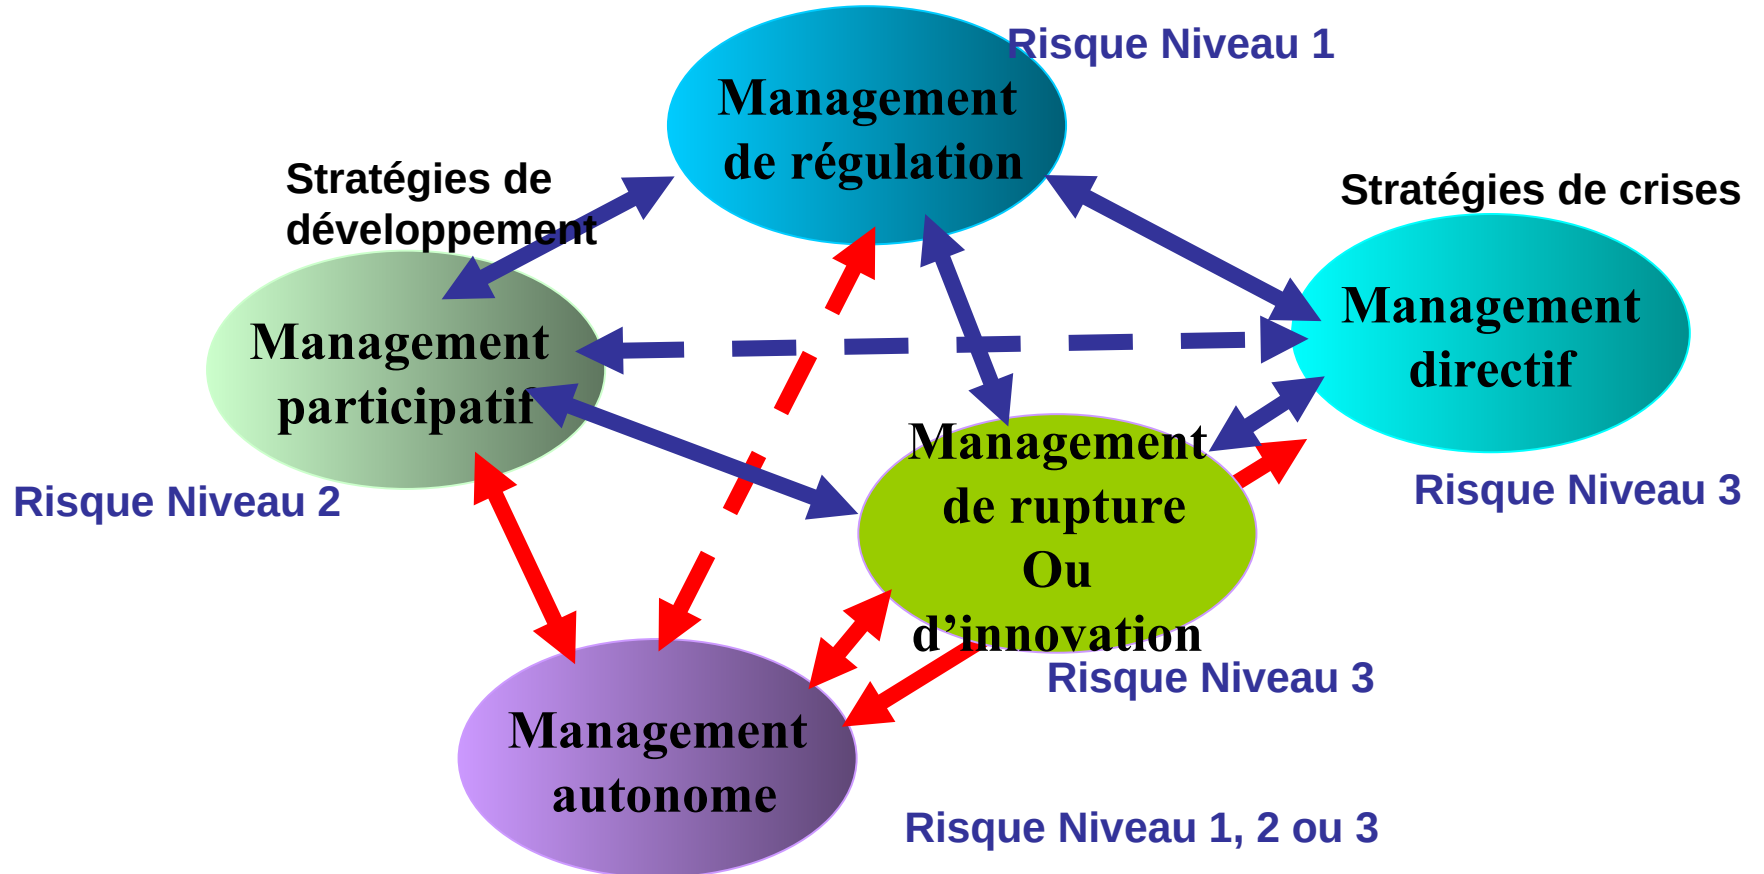 Risque Niveau 1
Management
de régulation
Stratégies de
développement
Stratégies de crises
Management
participatif
Management
directif
Risque Niveau 2
Risque Niveau 3
Management
de rupture
Ou
d’innovation
Risque Niveau 3
Management
autonome
Risque Niveau 1, 2 ou 3